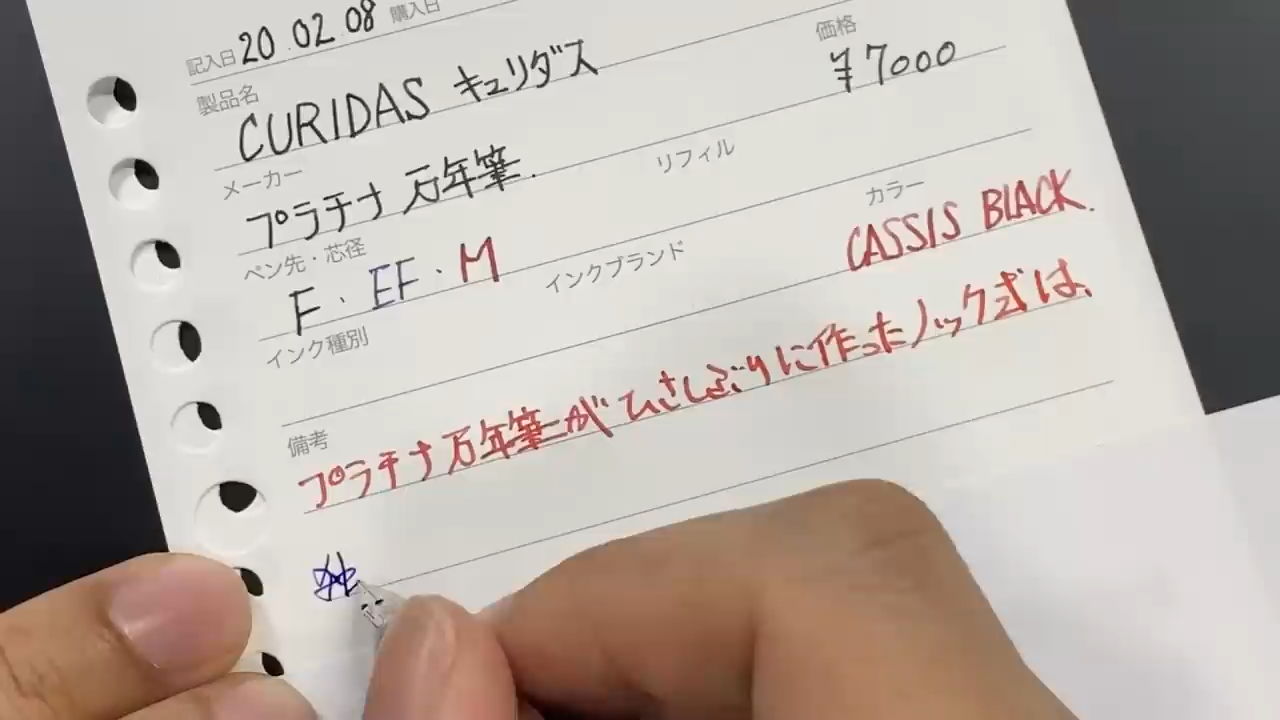 記入日 20.02.08 購入日
製品名 価格
CURIDAS キュリダス ¥7000
メーカー リフィル
プラチナ万年筆.
ペン先・芯径 インクブランド カラー
F・EF・M CASSIS BLACK.
インク種別
備考
プラチナ万年筆がひさしぶりに作ったノック式は、